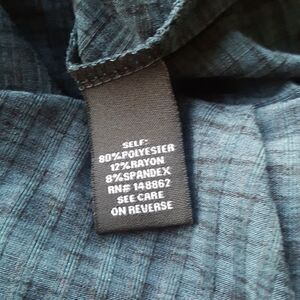 SELF:
80%POLYESTER
12%RAYON
8%SPANDEX
RN# 148862
SEE CARE
ON REVERSE